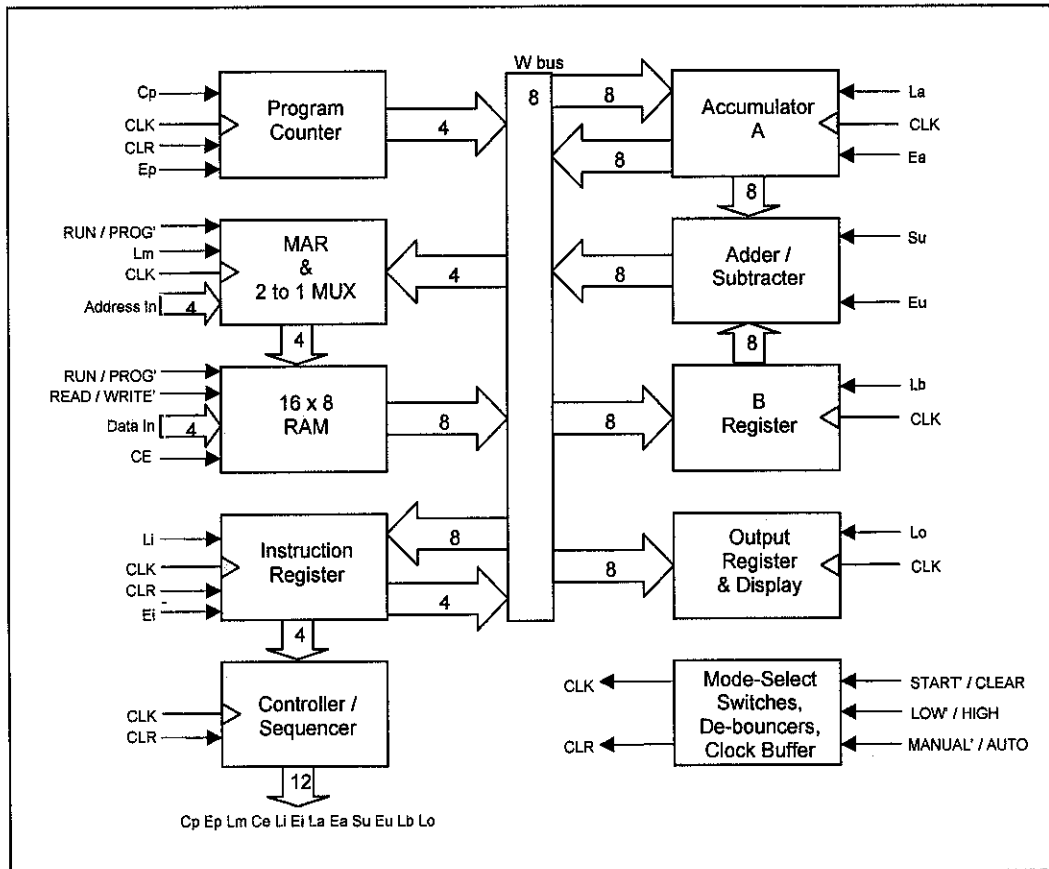 W bus
8
Cp
CLK
CLR
Ep
Program
Counter
4
8
8
Accumulator
A
La
CLK
Ea
8
RUN / PROG'
Lm
CLK
Address In
4
MAR
&
2 to 1 MUX
4
4
8
Adder /
Subtracter
Su
Eu
8
RUN / PROG'
READ / WRITE'
Data In
4
CE
16 x 8
RAM
8
8
B
Register
Lb
CLK
Li
CLK
CLR
Ei
Instruction
Register
8
4
4
8
Output
Register
& Display
Lo
CLK
CLK
CLR
Controller /
Sequencer
12
Cp Ep Lm Ce Li Ei La Ea Su Eu Lb Lo
CLK
CLR
Mode-Select
Switches,
De-bouncers,
Clock Buffer
START' / CLEAR
LOW' / HIGH
MANUAL' / AUTO